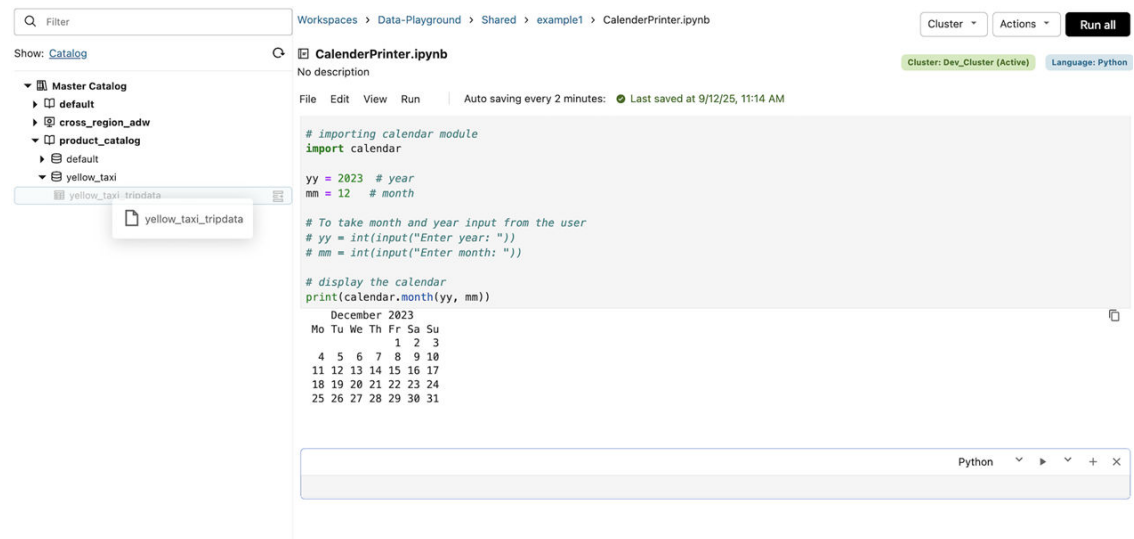 Filter
Show: Catalog
Master Catalog
default
cross_region_adw
product_catalog
default
yellow_taxi
yellow_taxi_tripdata
yellow_taxi_tripdata
Workspaces > Data-Playground > Shared > example1 > CalenderPrinter.ipynb
Cluster
Actions
Run all
CalenderPrinter.ipynb
No description
Cluster: Dev_Cluster (Active)
Language: Python
File Edit View Run
Auto saving every 2 minutes:
Last saved at 9/12/25, 11:14 AM
# importing calendar module
import calendar
yy = 2023  # year
mm = 12   # month
# To take month and year input from the user
# yy = int(input("Enter year: "))
# mm = int(input("Enter month: "))
# display the calendar
print(calendar.month(yy, mm))
December 2023
Mo Tu We Th Fr Sa Su
1  2  3
4  5  6  7  8  9 10
11 12 13 14 15 16 17
18 19 20 21 22 23 24
25 26 27 28 29 30 31
Python